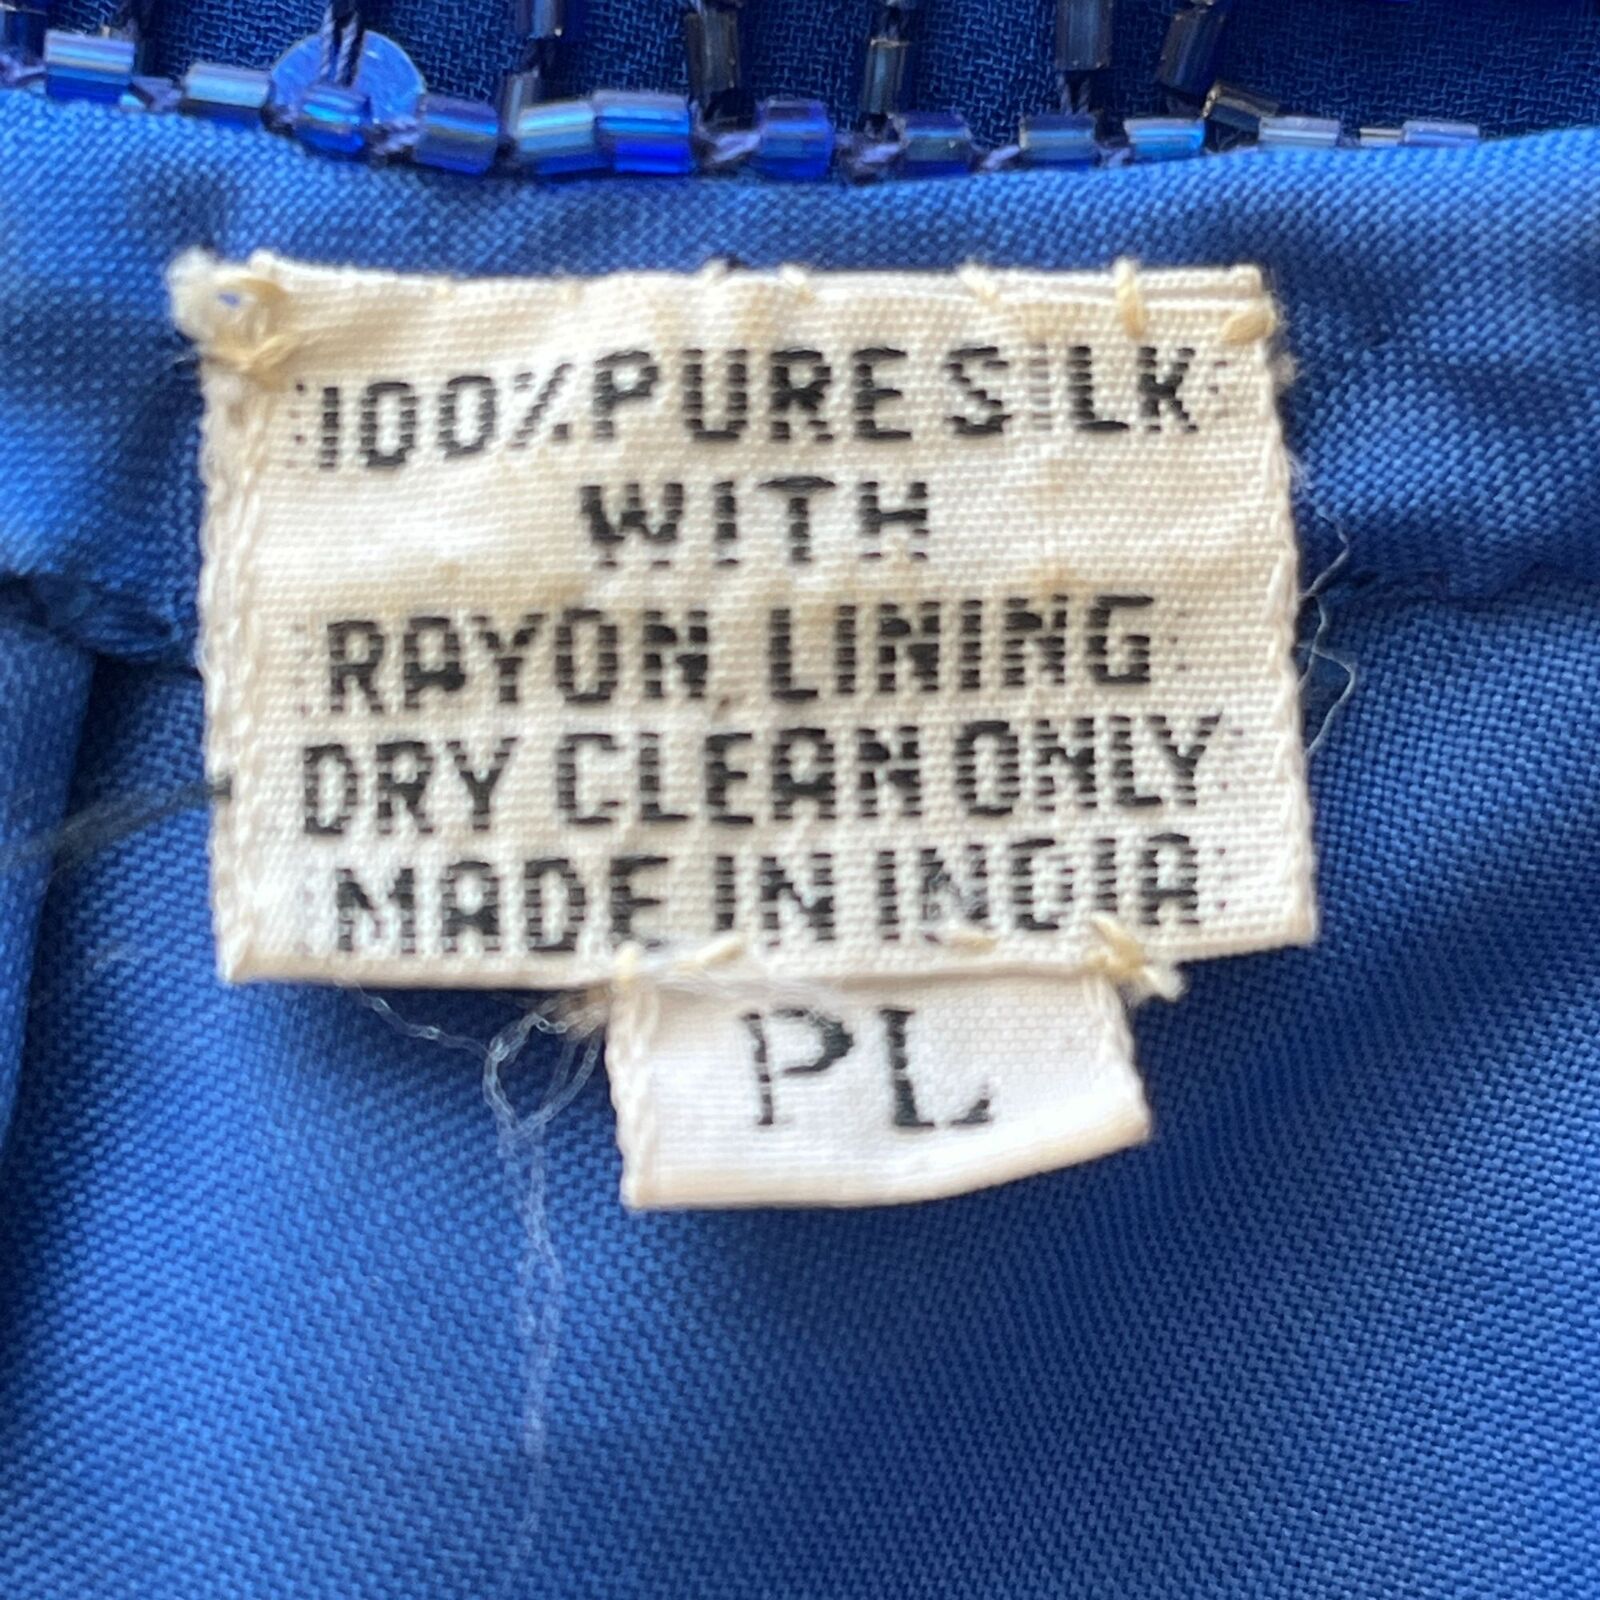 100% PURE SILK
WITH
RAYON LINING
DRY CLEAN ONLY
MADE IN INDIA
PL